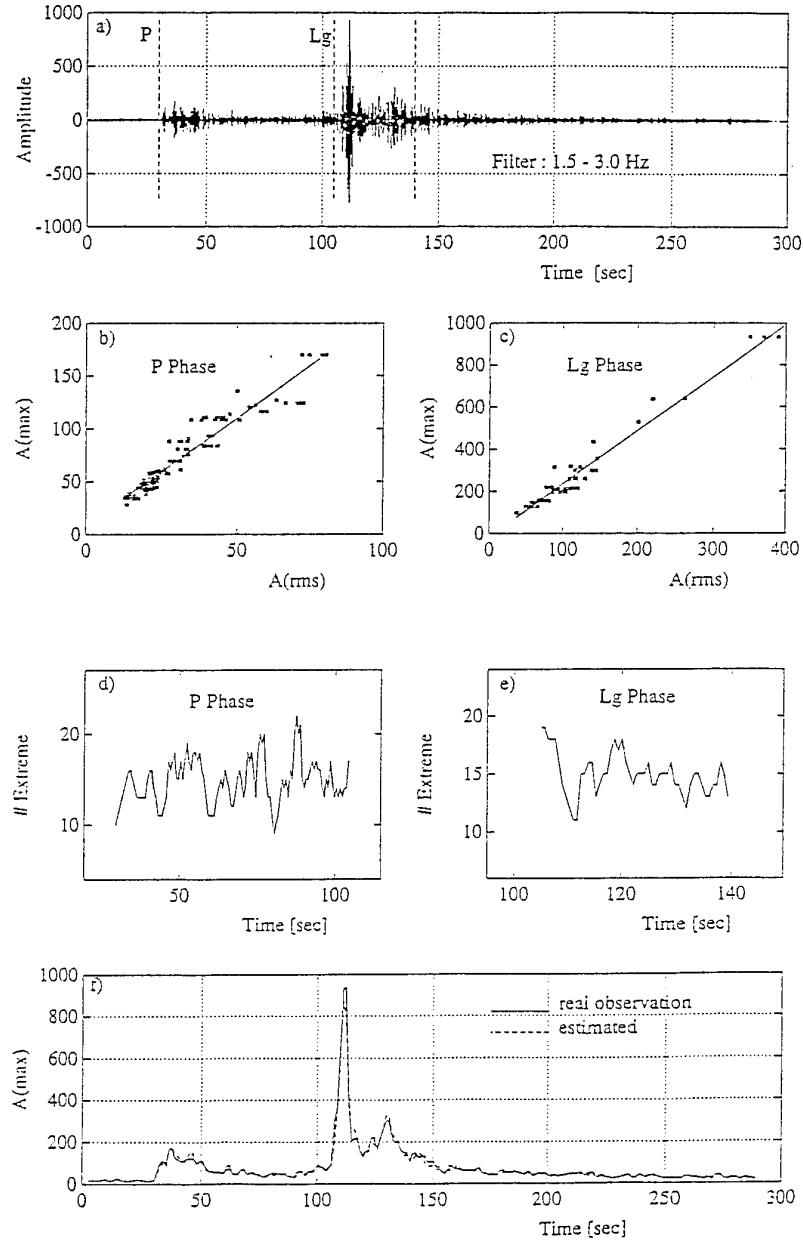 1000
a)
P
Lg
500
0
-500
-1000
Amplitude
Filter : 1.5 - 3.0 Hz
0 50 100 150 200 250 300
Time [sec]
200
b)
P Phase
150
100
50
0
A(max)
0 50 100
A(rms)
1000
c)
Lg Phase
800
600
400
200
0
A(max)
0 100 200 300 400
A(rms)
d)
P Phase
20
10
# Extreme
50 100
Time [sec]
e)
Lg Phase
20
15
10
# Extreme
100 120 140
Time [sec]
1000
f)
real observation
estimated
800
600
400
200
0
A(max)
0 50 100 150 200 250 300
Time [sec]